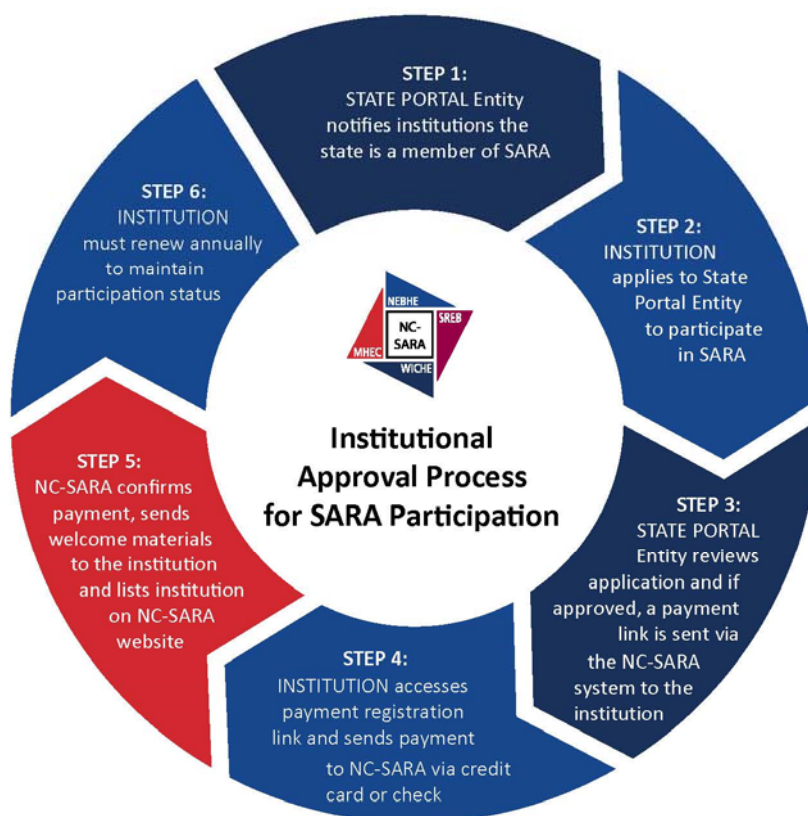 STEP 1:
STATE PORTAL Entity
notifies institutions the
state is a member of SARA
STEP 2:
INSTITUTION
applies to State
Portal Entity
to participate
in SARA
STEP 3:
STATE PORTAL
Entity reviews
application and if
approved, a payment
link is sent via
the NC-SARA
system to the
institution
STEP 4:
INSTITUTION accesses
payment registration
link and sends payment
to NC-SARA via credit
card or check
STEP 5:
NC-SARA confirms
payment, sends
welcome materials
to the institution
and lists institution
on NC-SARA
website
STEP 6:
INSTITUTION
must renew annually
to maintain
participation status
NEBHE
SREB
NC-
SARA
MHEC
WICHE
Institutional
Approval Process
for SARA Participation